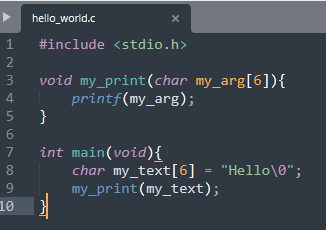 hello_world.c ×
1 #include <stdio.h>
2
3 void my_print(char my_arg[6]){
4     printf(my_arg);
5 }
6
7 int main(void){
8     char my_text[6] = "Hello\0";
9     my_print(my_text);
10 }